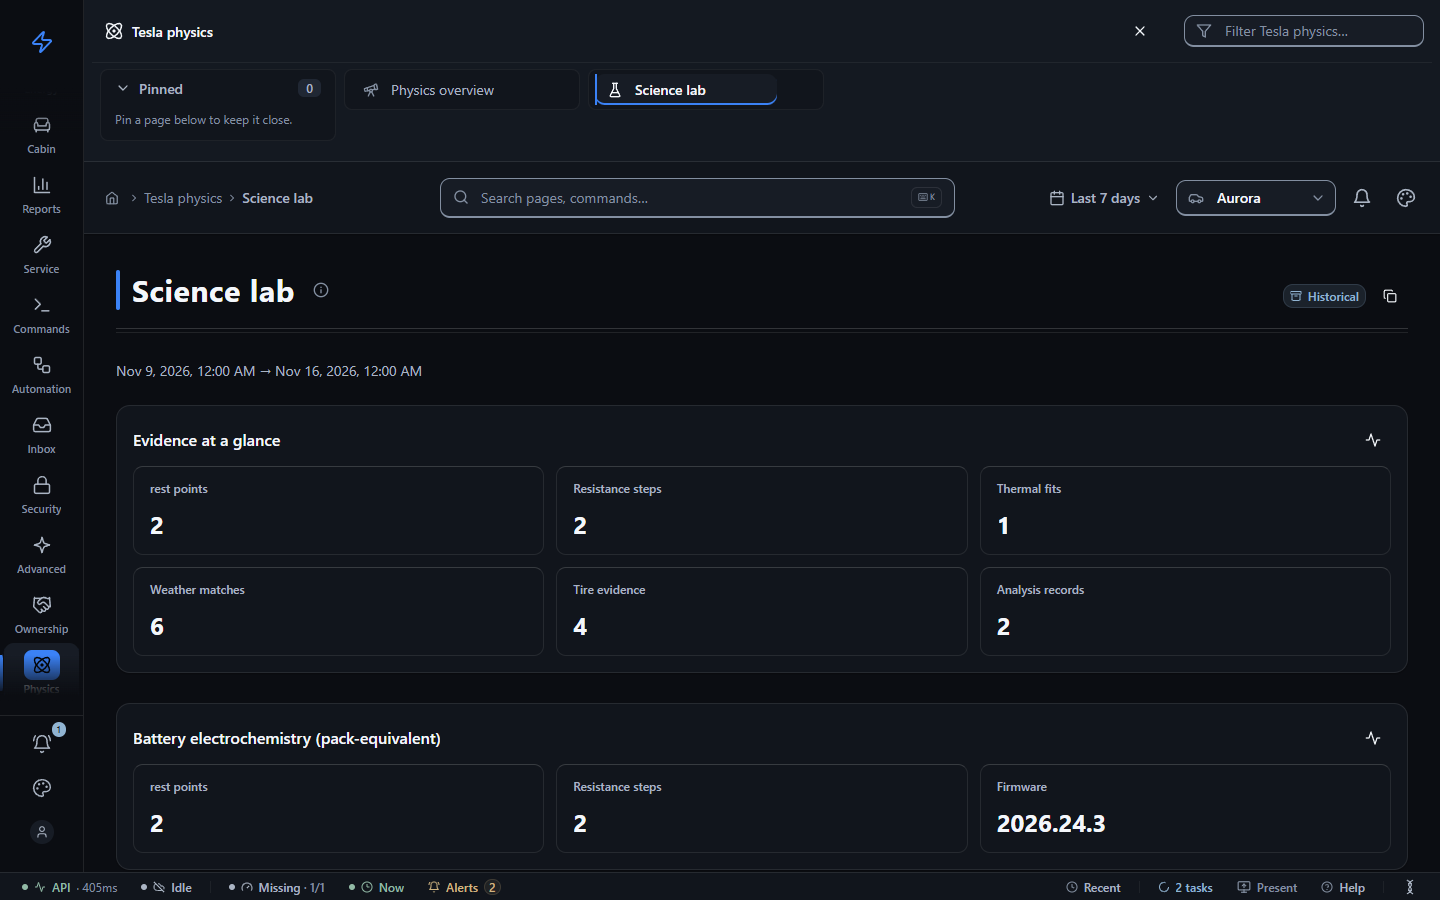 Tesla physics
Filter Tesla physics...
Pinned
0
Pin a page below to keep it close.
Physics overview
Science lab
Cabin
Reports
Service
Commands
Automation
Inbox
Security
Advanced
Ownership
Physics
1
Tesla physics
Science lab
Search pages, commands...
K
Last 7 days
Aurora
Science lab
Historical
Nov 9, 2026, 12:00 AM → Nov 16, 2026, 12:00 AM
Evidence at a glance
rest points
2
Resistance steps
2
Thermal fits
1
Weather matches
6
Tire evidence
4
Analysis records
2
Battery electrochemistry (pack-equivalent)
rest points
2
Resistance steps
2
Firmware
2026.24.3
API · 405ms
Idle
Missing · 1/1
Now
Alerts 2
Recent
2 tasks
Present
Help